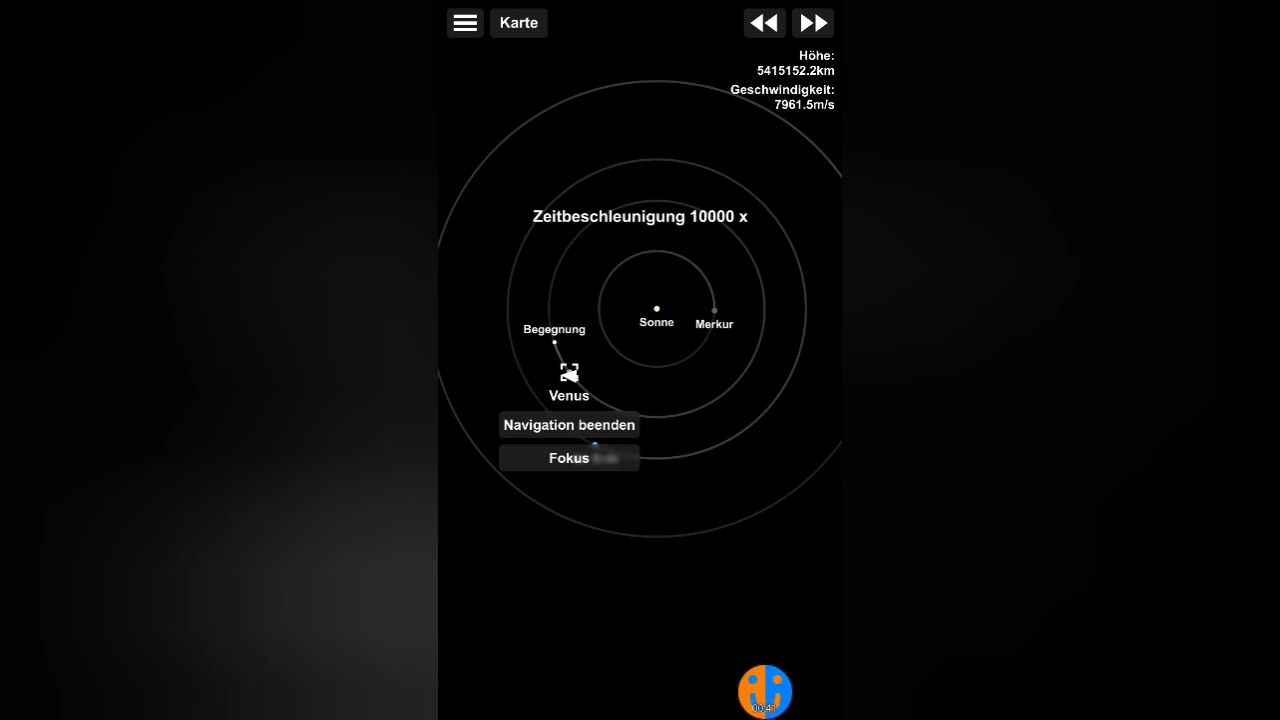 Karte
Höhe:
5415152.2km
Geschwindigkeit:
7961.5m/s
Zeitbeschleunigung 10000 x
Sonne
Merkur
Begegnung
Venus
Navigation beenden
Fokus